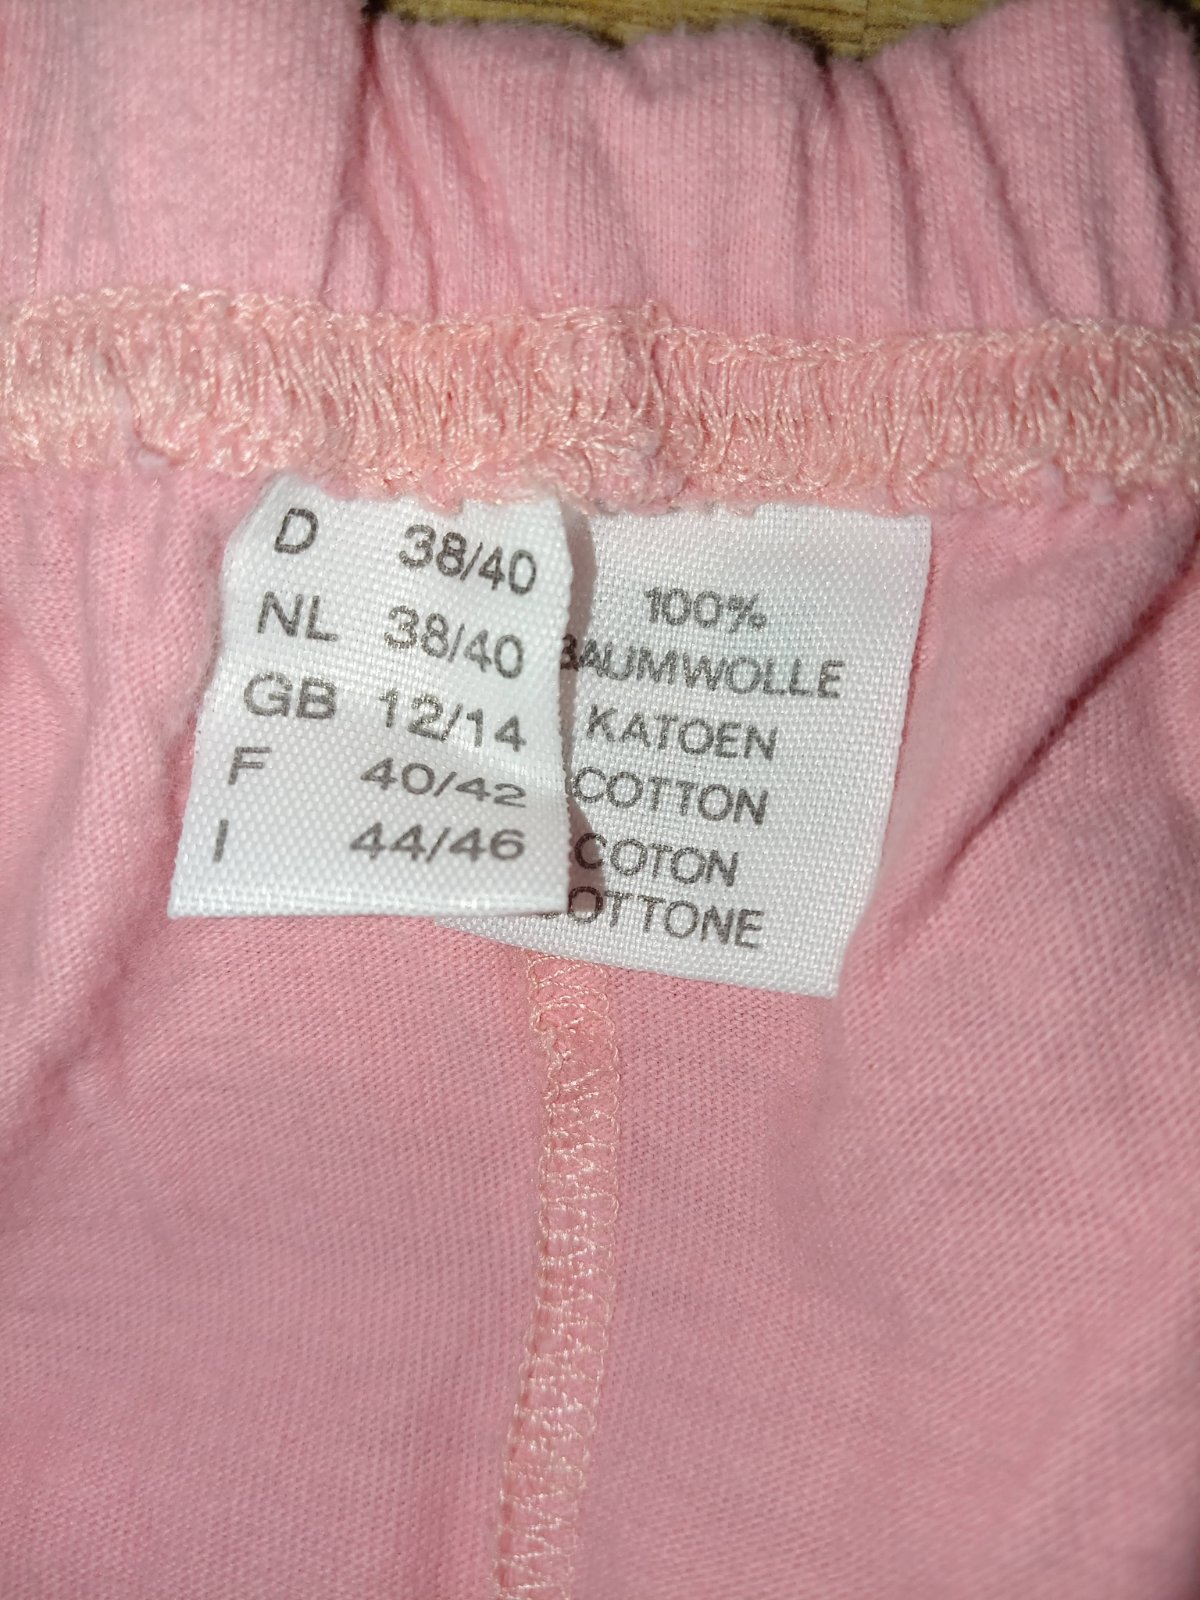 D 38/40
NL 38/40
GB 12/14
F 40/42
I 44/46
100%
BAUMWOLLE
KATOEN
COTTON
COTON
COTTONE